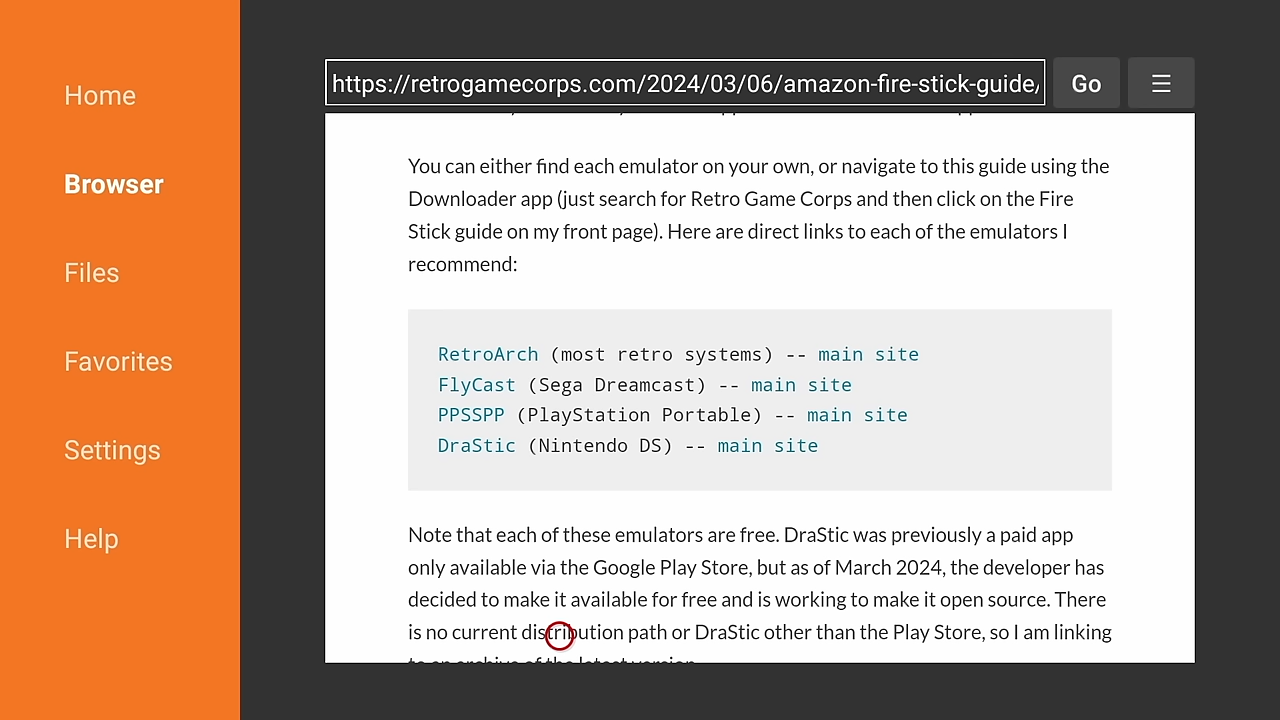 Home
Browser
Files
Favorites
Settings
Help
https://retrogamecorps.com/2024/03/06/amazon-fire-stick-guide/
Go
☰
You can either find each emulator on your own, or navigate to this guide using the
Downloader app (just search for Retro Game Corps and then click on the Fire
Stick guide on my front page). Here are direct links to each of the emulators I
recommend:
RetroArch (most retro systems) -- main site
FlyCast (Sega Dreamcast) -- main site
PPSSPP (PlayStation Portable) -- main site
DraStic (Nintendo DS) -- main site
Note that each of these emulators are free. DraStic was previously a paid app
only available via the Google Play Store, but as of March 2024, the developer has
decided to make it available for free and is working to make it open source. There
is no current distribution path or DraStic other than the Play Store, so I am linking
to an archive of the latest version.